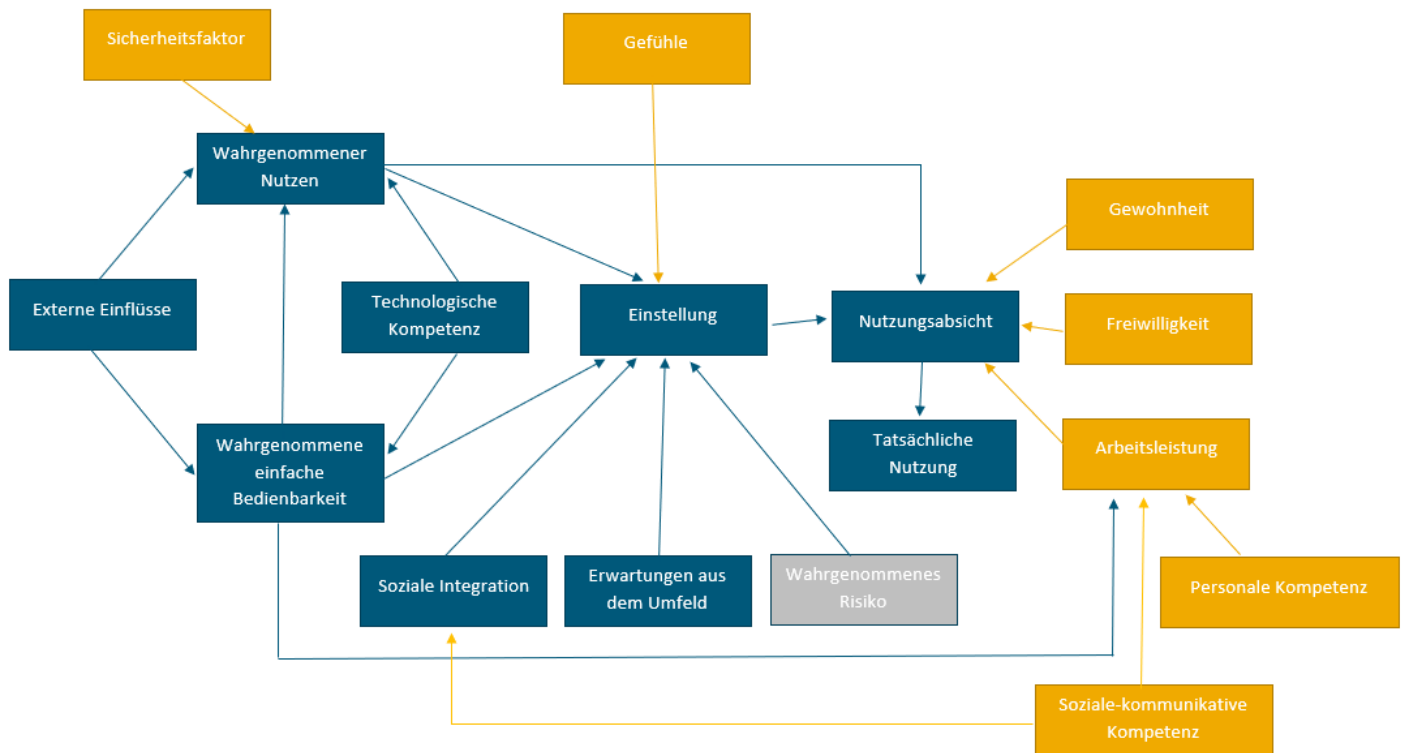 Sicherheitsfaktor
Gefühle
Wahrgenommener
Nutzen
Gewohnheit
Externe Einflüsse
Technologische
Kompetenz
Einstellung
Nutzungsabsicht
Freiwilligkeit
Wahrgenommene
einfache
Bedienbarkeit
Tatsächliche
Nutzung
Arbeitsleistung
Soziale Integration
Erwartungen aus
dem Umfeld
Wahrgenommenes
Risiko
Personale Kompetenz
Soziale-kommunikative
Kompetenz